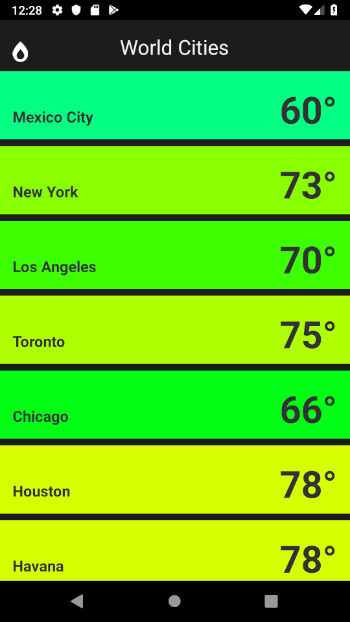 12:28
World Cities
Mexico City 60°
New York 73°
Los Angeles 70°
Toronto 75°
Chicago 66°
Houston 78°
Havana 78°